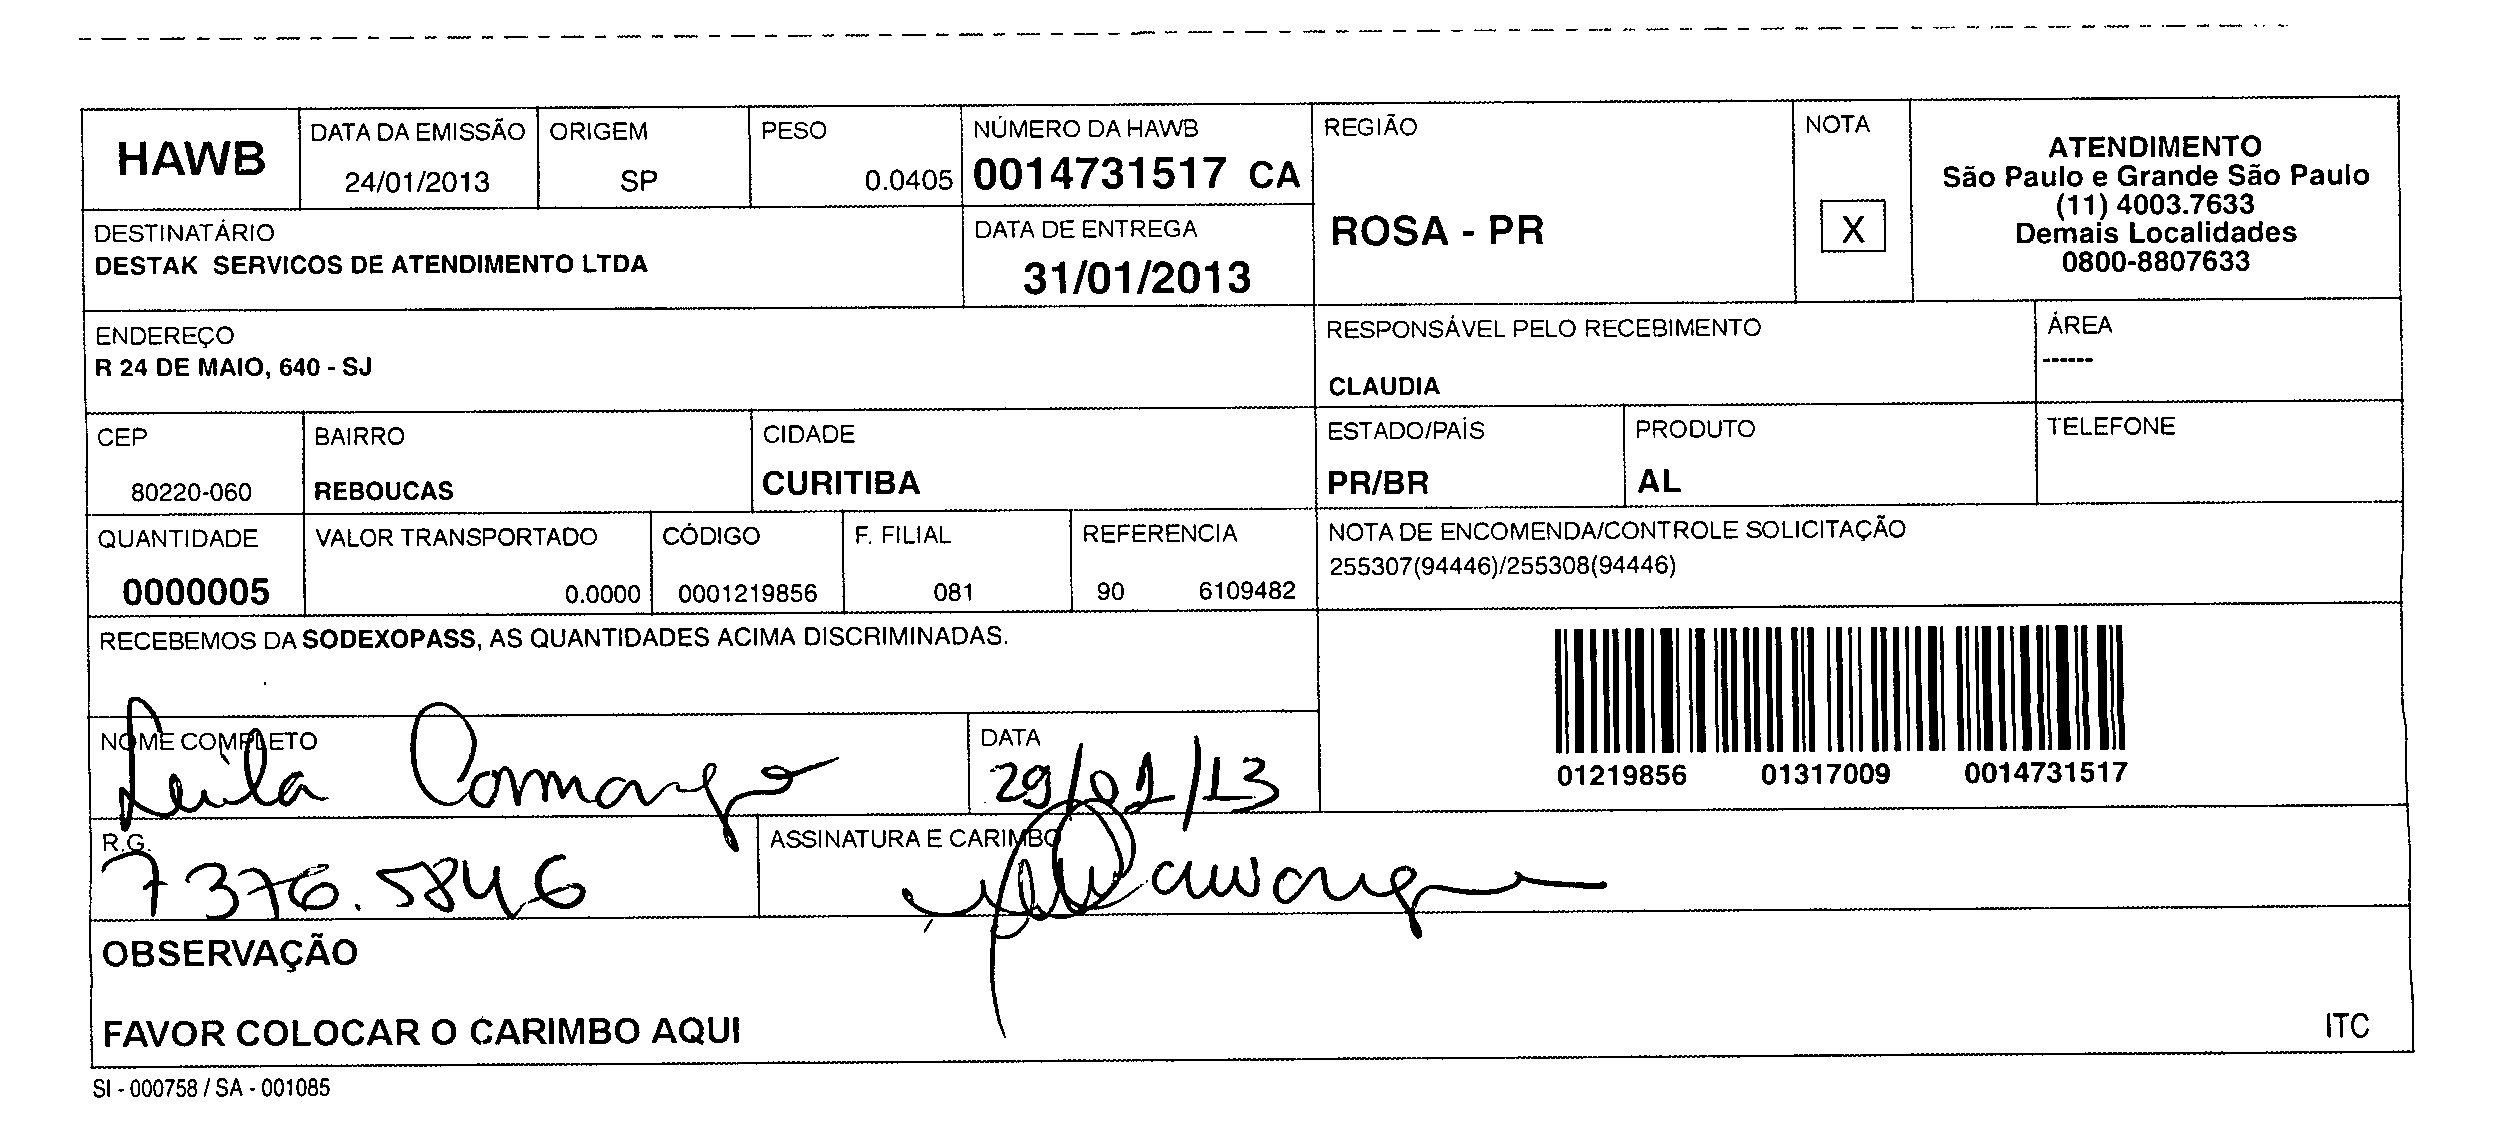 HAWB
DATA DA EMISSÃO
24/01/2013
ORIGEM
SP
PESO
0.0405
NÚMERO DA HAWB
0014731517 CA
REGIÃO
ROSA - PR
NOTA
X
ATENDIMENTO
São Paulo e Grande São Paulo
(11) 4003.7633
Demais Localidades
0800-8807633
DESTINATÁRIO
DESTAK SERVICOS DE ATENDIMENTO LTDA
DATA DE ENTREGA
31/01/2013
ENDEREÇO
R 24 DE MAIO, 640 - SJ
RESPONSÁVEL PELO RECEBIMENTO
CLAUDIA
ÁREA
------
CEP
80220-060
BAIRRO
REBOUCAS
CIDADE
CURITIBA
ESTADO/PAÍS
PR/BR
PRODUTO
AL
TELEFONE
QUANTIDADE
0000005
VALOR TRANSPORTADO
0.0000
CÓDIGO
0001219856
F. FILIAL
081
REFERENCIA
90 6109482
NOTA DE ENCOMENDA/CONTROLE SOLICITAÇÃO
255307(94446)/255308(94446)
RECEBEMOS DA SODEXOPASS, AS QUANTIDADES ACIMA DISCRIMINADAS.
01219856 01317009 0014731517
NOME COMPLETO
Leila Camargo
DATA
29/01/13
R.G.
7376.5846
ASSINATURA E CARIMBO
OBSERVAÇÃO
FAVOR COLOCAR O CARIMBO AQUI
ITC
SI - 000758 / SA - 001085